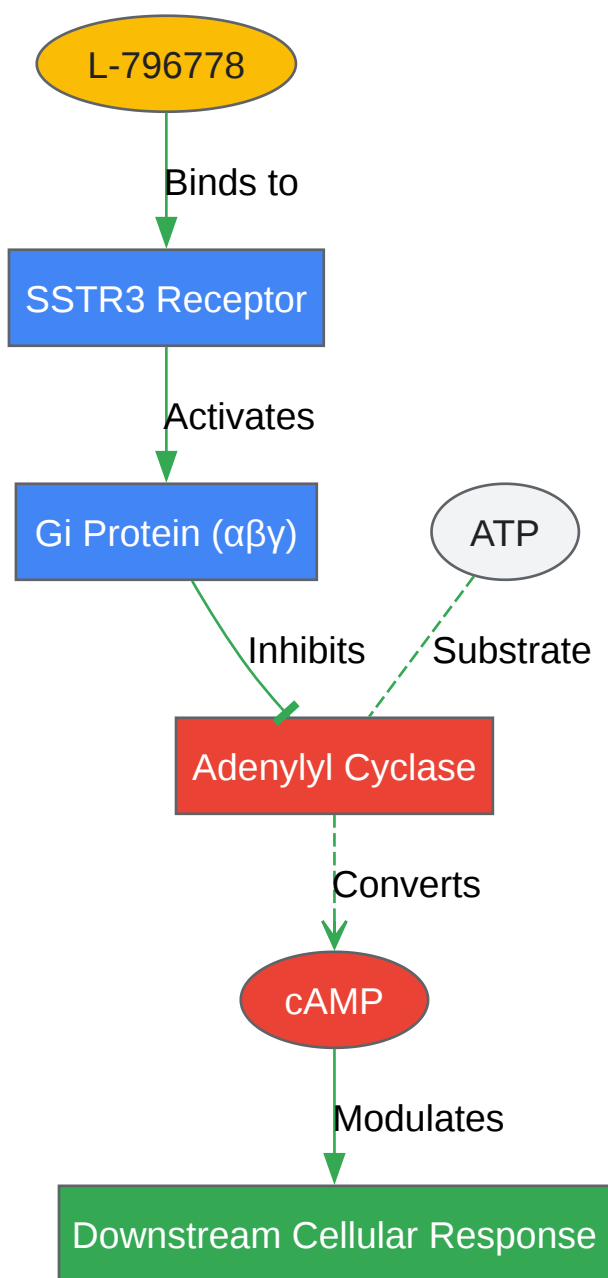 L-796778
Binds to
SSTR3 Receptor
Activates
Gi Protein (αβγ)
ATP
Inhibits
Substrate
Adenylyl Cyclase
Converts
cAMP
Modulates
Downstream Cellular Response